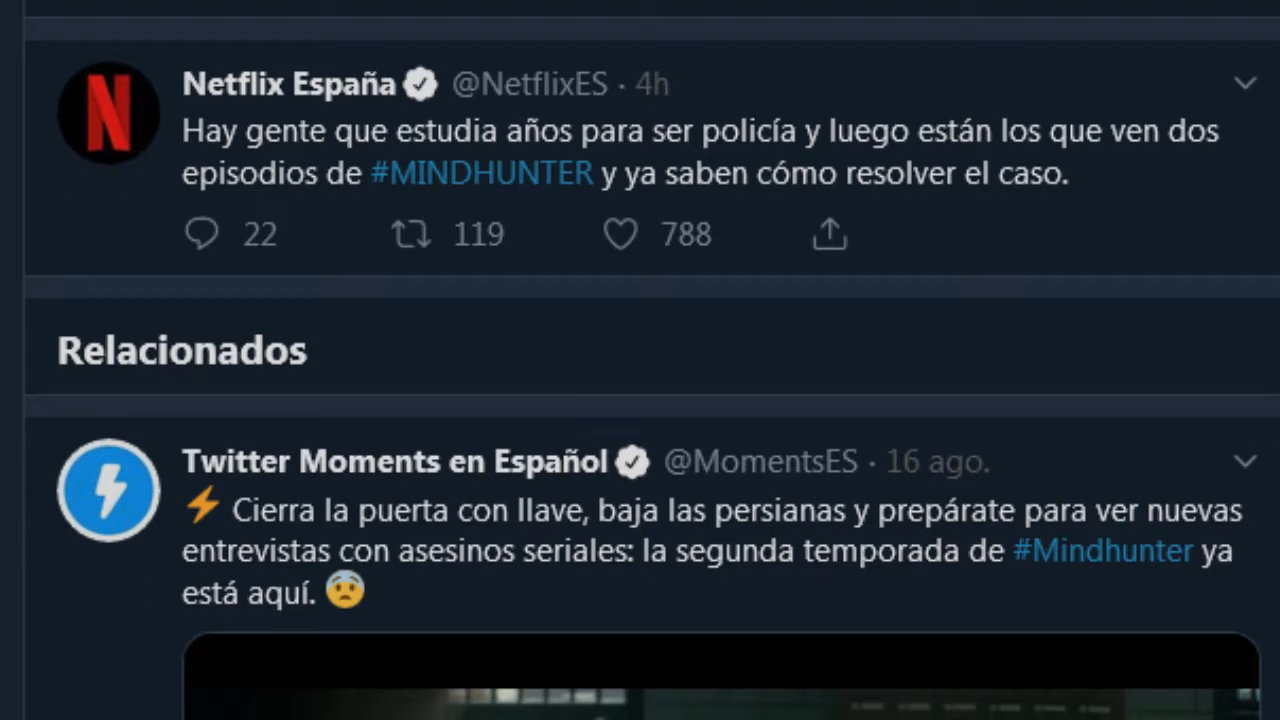 Netflix España @NetflixES · 4h
Hay gente que estudia años para ser policía y luego están los que ven dos
episodios de #MINDHUNTER y ya saben cómo resolver el caso.
22 119 788
Relacionados
Twitter Moments en Español @MomentsES · 16 ago.
⚡ Cierra la puerta con llave, baja las persianas y prepárate para ver nuevas
entrevistas con asesinos seriales: la segunda temporada de #Mindhunter ya
está aquí. 😨